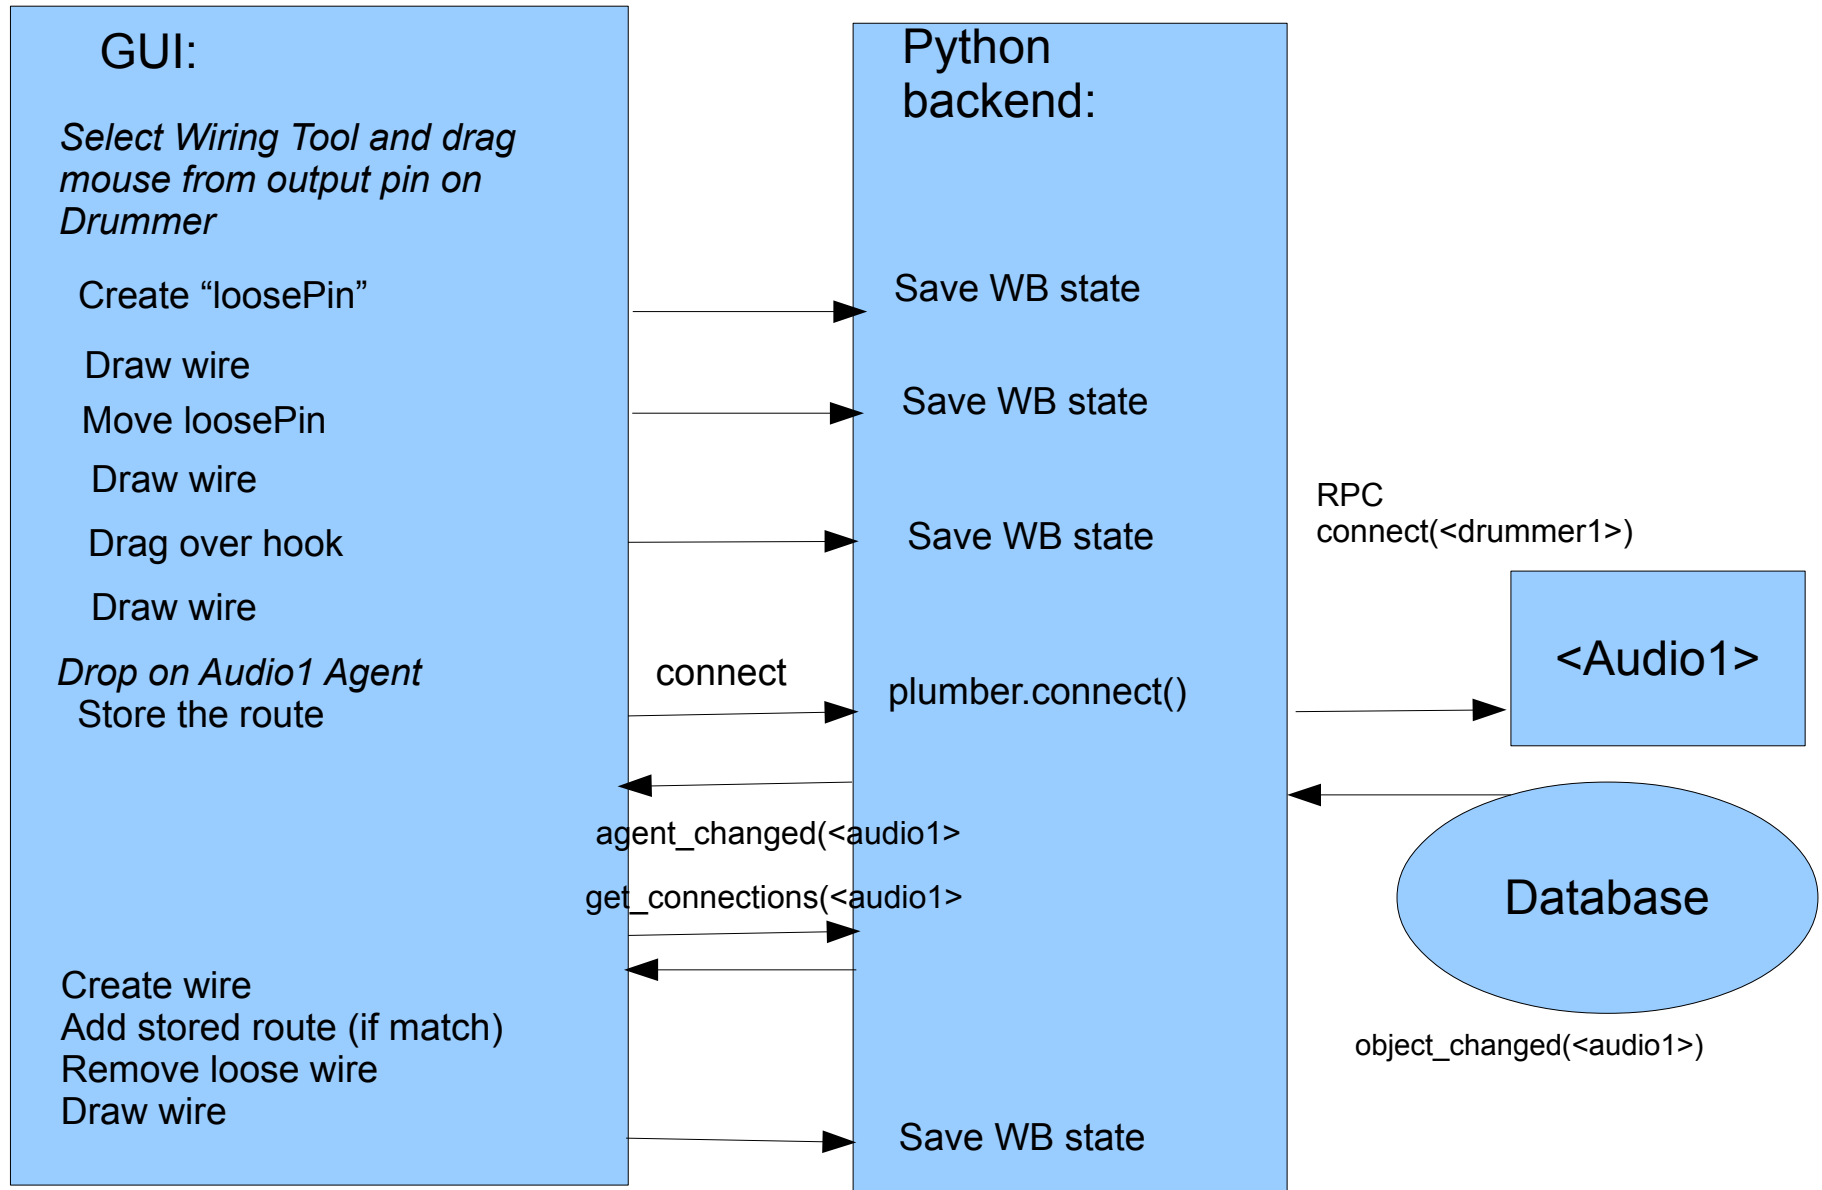 GUI:
Select Wiring Tool and drag
mouse from output pin on
Drummer
Create “loosePin”
Draw wire
Move loosePin
Draw wire
Drag over hook
Draw wire
Drop on Audio1 Agent
Store the route
Create wire
Add stored route (if match)
Remove loose wire
Draw wire
connect
agent_changed(<audio1>
get_connections(<audio1>
Python
backend:
Save WB state
Save WB state
Save WB state
plumber.connect()
Save WB state
RPC
connect(<drummer1>)
<Audio1>
Database
object_changed(<audio1>)